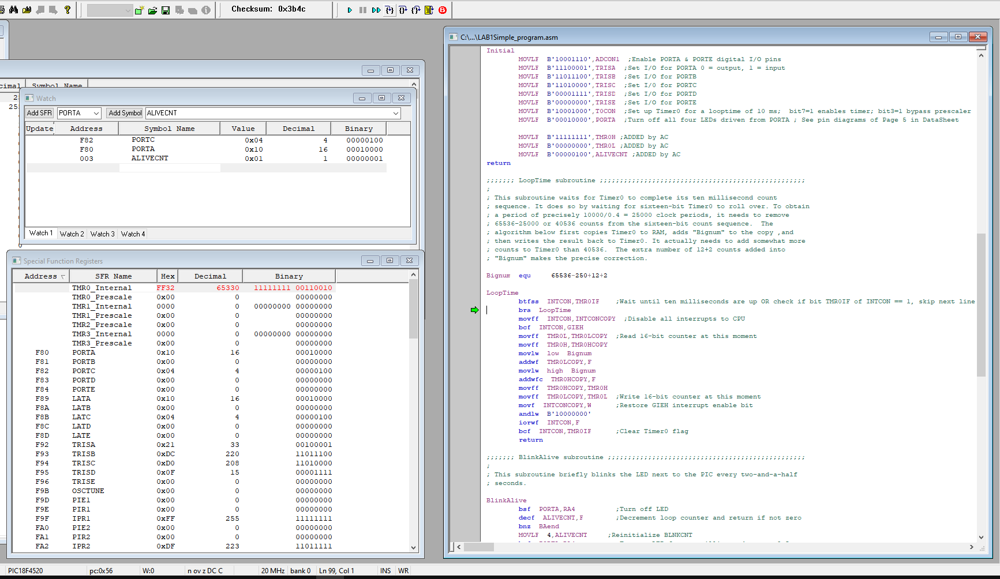 Checksum: 0x3b4c
C:\...\LAB1Simple_program.asm
cimal Symbol Name
2
255
Watch
Add SFR PORTA Add Symbol ALIVECNT
Update Address Symbol Name Value Decimal Binary
F82 PORTC 0x04 4 00000100
F80 PORTA 0x10 16 00010000
003 ALIVECNT 0x01 1 00000001
Watch 1 Watch 2 Watch 3 Watch 4
Special Function Registers
Address SFR Name Hex Decimal Binary
TMR0_Internal FF32 65330 11111111 00110010
TMR0_Prescale 0x00 0 00000000
TMR1_Internal 0000 0 00000000 00000000
TMR1_Prescale 0x00 0 00000000
TMR2_Prescale 0x00 0 00000000
TMR3_Internal 0000 0 00000000 00000000
TMR3_Prescale 0x00 0 00000000
F80 PORTA 0x10 16 00010000
F81 PORTB 0x00 0 00000000
F82 PORTC 0x04 4 00000100
F83 PORTD 0x00 0 00000000
F84 PORTE 0x00 0 00000000
F89 LATA 0x10 16 00010000
F8A LATB 0x00 0 00000000
F8B LATC 0x04 4 00000100
F8C LATD 0x00 0 00000000
F8D LATE 0x00 0 00000000
F92 TRISA 0x21 33 00100001
F93 TRISB 0xDC 220 11011100
F94 TRISC 0xD0 208 11010000
F95 TRISD 0x0F 15 00001111
F96 TRISE 0x00 0 00000000
F9B OSCTUNE 0x00 0 00000000
F9D PIE1 0x00 0 00000000
F9E PIR1 0x00 0 00000000
F9F IPR1 0xFF 255 11111111
FA0 PIE2 0x00 0 00000000
FA1 PIR2 0x00 0 00000000
FA2 IPR2 0xDF 223 11011111
Initial
MOVLF B'10001110',ADCON1 ;Enable PORTA & PORTE digital I/O pins
MOVLF B'11100001',TRISA ;Set I/O for PORTA 0 = output, 1 = input
MOVLF B'11011100',TRISB ;Set I/O for PORTB
MOVLF B'11010000',TRISC ;Set I/0 for PORTC
MOVLF B'00001111',TRISD ;Set I/O for PORTD
MOVLF B'00000000',TRISE ;Set I/O for PORTE
MOVLF B'10001000',T0CON ;Set up Timer0 for a looptime of 10 ms; bit7=1 enables timer; bit3=1 bypass prescaler
MOVLF B'00010000',PORTA ;Turn off all four LEDs driven from PORTA ; See pin diagrams of Page 5 in DataSheet
MOVLF B'11111111',TMR0H ;ADDED by AC
MOVLF B'00000000',TMR0L ;ADDED by AC
MOVLF B'00000100',ALIVECNT ;ADDED by AC
return
;;;;;;; LoopTime subroutine ;;;;;;;;;;;;;;;;;;;;;;;;;;;;;;;;;;;;;;;;;;;;;;;;;;;
;
; This subroutine waits for Timer0 to complete its ten millisecond count
; sequence. It does so by waiting for sixteen-bit Timer0 to roll over. To obtain
; a period of precisely 10000/0.4 = 25000 clock periods, it needs to remove
; 65536-25000 or 40536 counts from the sixteen-bit count sequence. The
; algorithm below first copies Timer0 to RAM, adds "Bignum" to the copy ,and
; then writes the result back to Timer0. It actually needs to add somewhat more
; counts to Timer0 than 40536. The extra number of 12+2 counts added into
; "Bignum" makes the precise correction.
Bignum equ 65536-250+12+2
LoopTime
btfss INTCON,TMR0IF ;Wait until ten milliseconds are up OR check if bit TMR0IF of INTCON == 1, skip next line
bra LoopTime
movff INTCON,INTCONCOPY ;Disable all interrupts to CPU
bcf INTCON,GIEH
movff TMR0L,TMR0LCOPY ;Read 16-bit counter at this moment
movff TMR0H,TMR0HCOPY
movlw low Bignum
addwf TMR0LCOPY,F
movlw high Bignum
addwfc TMR0HCOPY,F
movff TMR0HCOPY,TMR0H
movff TMR0LCOPY,TMR0L ;Write 16-bit counter at this moment
movf INTCONCOPY,W ;Restore GIEH interrupt enable bit
andlw B'10000000'
iorwf INTCON,F
bcf INTCON,TMR0IF ;Clear Timer0 flag
return
;;;;;;; BlinkAlive subroutine ;;;;;;;;;;;;;;;;;;;;;;;;;;;;;;;;;;;;;;;;;;;;;;;;;
;
; This subroutine briefly blinks the LED next to the PIC every two-and-a-half
; seconds.
BlinkAlive
bsf PORTA,RA4 ;Turn off LED
decf ALIVECNT,F ;Decrement loop counter and return if not zero
bnz BAend
MOVLF 4,ALIVECNT ;Reinitialize BLNKCNT
PIC18F4520 pc:0x56 W:0 n ov z DC C 20 MHz bank 0 Ln 99, Col 1 INS WR